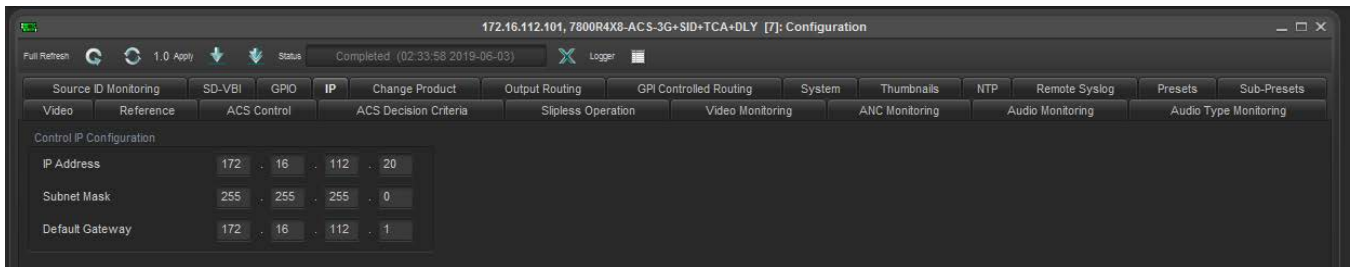 172.16.112.101, 7800R4X8-ACS-3G+SID+TCA+DLY [7]: Configuration
Full Refresh 1.0 Apply Status Completed (02:33:58 2019-06-03) Logger
Source ID Monitoring SD-VBI GPIO IP Change Product Output Routing GPI Controlled Routing System Thumbnails NTP Remote Syslog Presets Sub-Presets
Video Reference ACS Control ACS Decision Criteria Slipless Operation Video Monitoring ANC Monitoring Audio Monitoring Audio Type Monitoring
Control IP Configuration
IP Address 172 . 16 . 112 . 20
Subnet Mask 255 . 255 . 255 . 0
Default Gateway 172 . 16 . 112 . 1